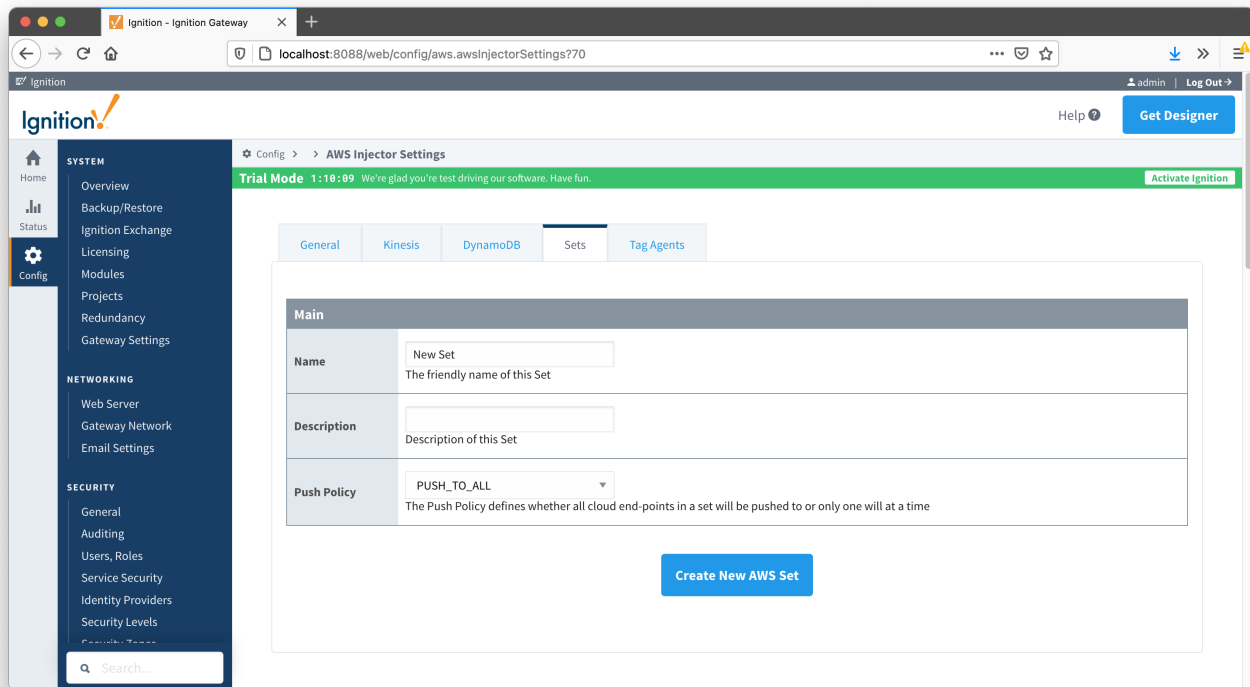 Ignition - Ignition Gateway
localhost:8088/web/config/aws.awsInjectorSettings?70
Ignition
admin | Log Out
Ignition!
Help
Get Designer
Home
Status
Config
SYSTEM
Overview
Backup/Restore
Ignition Exchange
Licensing
Modules
Projects
Redundancy
Gateway Settings
NETWORKING
Web Server
Gateway Network
Email Settings
SECURITY
General
Auditing
Users, Roles
Service Security
Identity Providers
Security Levels
Security Zones
Search...
Config > > AWS Injector Settings
Trial Mode 1:10:09 We're glad you're test driving our software. Have fun.
Activate Ignition
General
Kinesis
DynamoDB
Sets
Tag Agents
Main
Name
New Set
The friendly name of this Set
Description
Description of this Set
Push Policy
PUSH_TO_ALL
The Push Policy defines whether all cloud end-points in a set will be pushed to or only one will at a time
Create New AWS Set